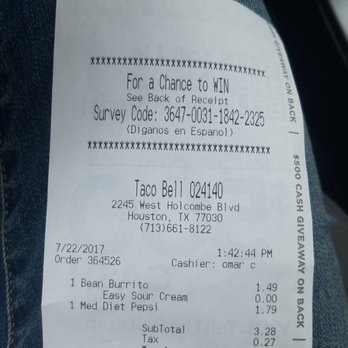 xxxxxxxxxxxxxxxxxxxxxxxxxxxxxxxx
For a Chance to WIN
See Back of Receipt
Survey Code: 3647-0031-1842-2325
(Diganos en Espanol)
xxxxxxxxxxxxxxxxxxxxxxxxxxxxxxxx
Taco Bell 024140
2245 West Holcombe Blvd
Houston, TX 77030
(713)661-8122
7/22/2017 1:42:44 PM
Order 364526 Cashier: omar c
1 Bean Burrito 1.49
Easy Sour Cream 0.00
1 Med Diet Pepsi 1.79
SubTotal 3.28
Tax 0.27
CASH GIVEAWAY ON BACK |
$500 CASH GIVEAWAY ON BACK |